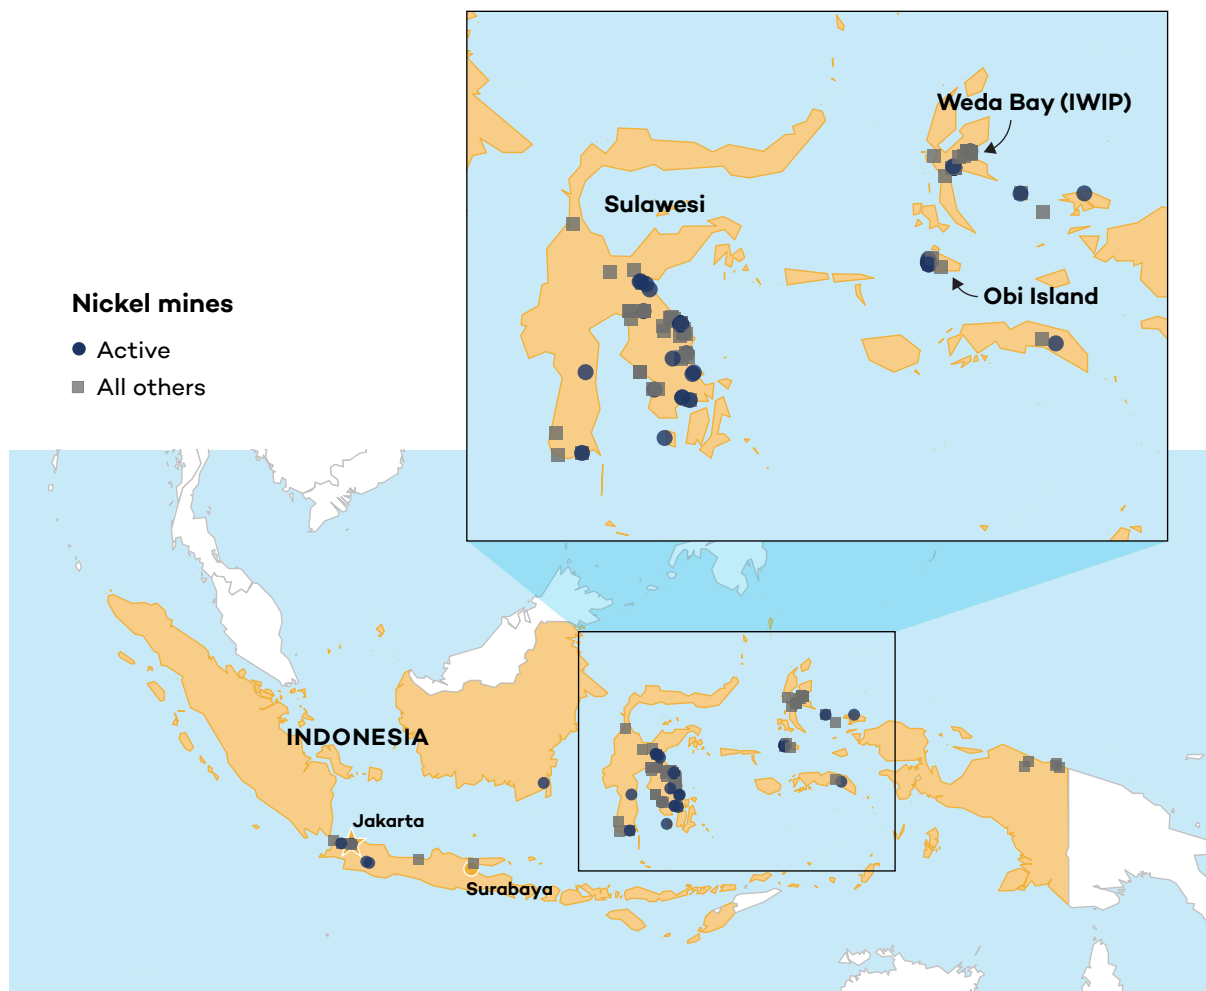 Weda Bay (IWIP)
Sulawesi
Obi Island
Nickel mines
Active
All others
INDONESIA
Jakarta
Surabaya